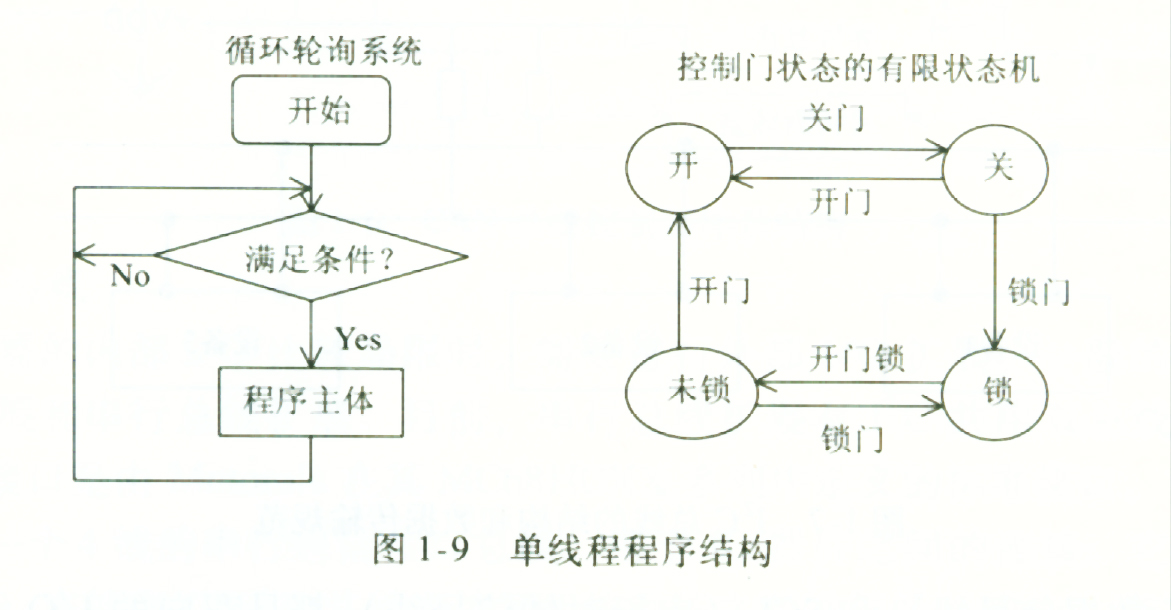 循环轮询系统
开始
满足条件？
No
Yes
程序主体
控制门状态的有限状态机
关门
开
关
开门
开门
锁门
开门锁
未锁
锁
锁门
图 1-9 单线程程序结构